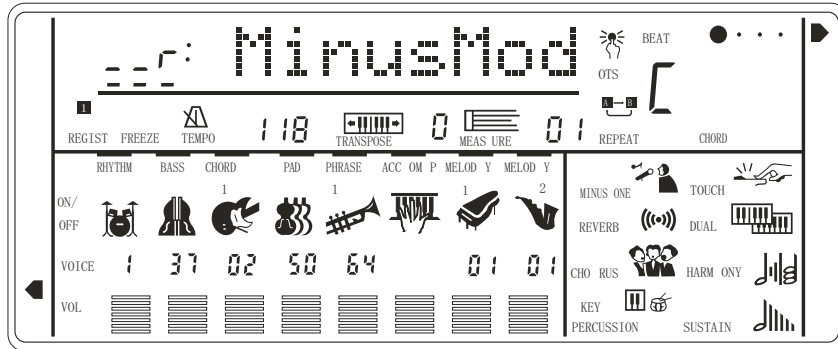 __r: MinusMod
BEAT
OTS
C
1
A B
REGIST FREEZE TEMPO 118 TRANSPOSE 0 MEAS URE 01 REPEAT CHORD
RHYTHM BASS CHORD PAD PHRASE ACC OM P MELOD Y MELOD Y
1 1 1 2
ON/
OFF
VOICE 1 37 02 50 64 01 01
VOL
MINUS ONE TOUCH
REVERB DUAL
CHO RUS HARM ONY
KEY
PERCUSSION SUSTAIN